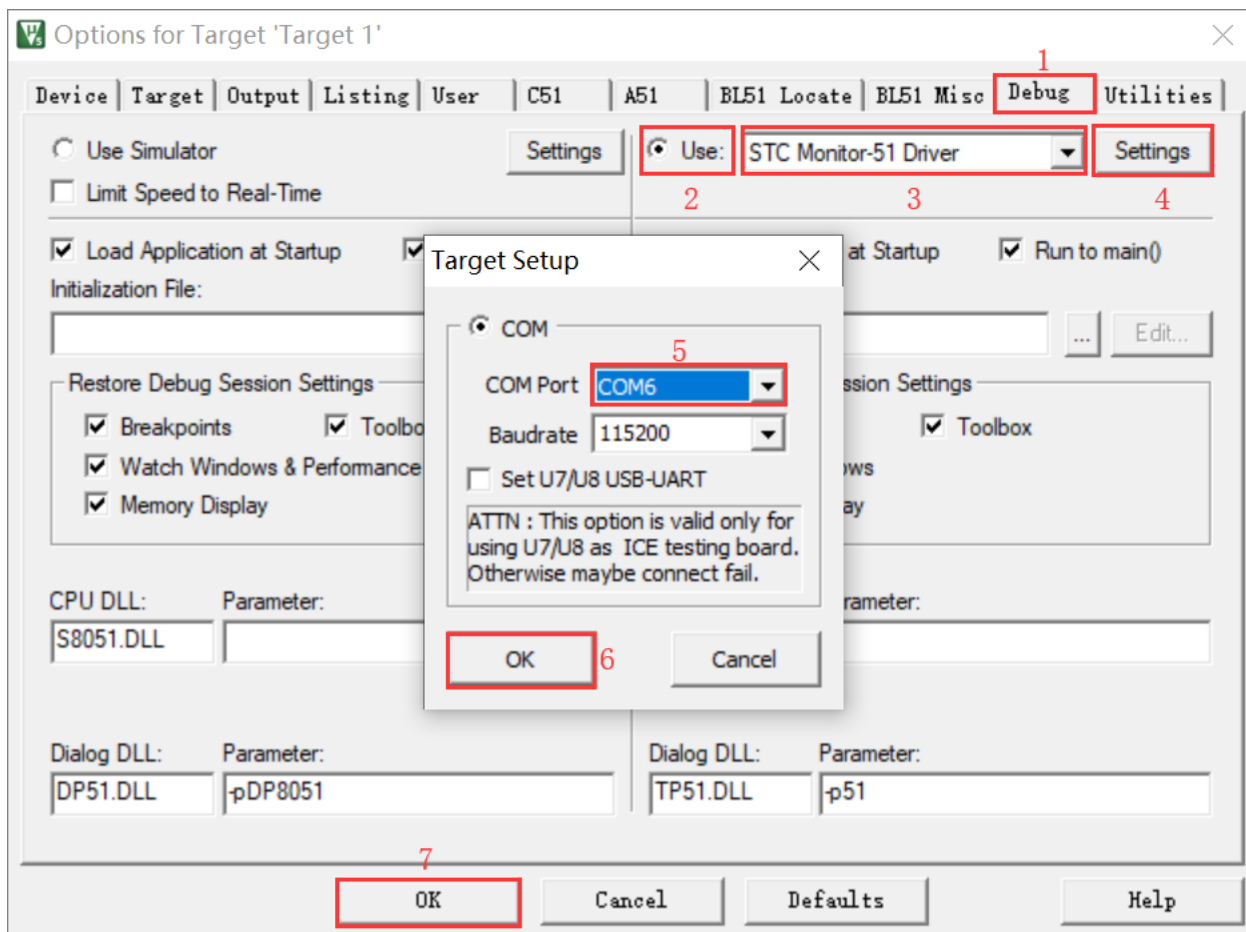 Options for Target 'Target 1'
1
Device Target Output Listing User C51 A51 BL51 Locate BL51 Misc Debug Utilities
Use Simulator Settings Use: STC Monitor-51 Driver Settings
Limit Speed to Real-Time 2 3 4
Load Application at Startup at Startup Run to main()
Initialization File:
... Edit...
Restore Debug Session Settings ssion Settings
Breakpoints Toolbo Toolbox
Watch Windows & Performance ows
Memory Display ay
Target Setup
COM
5
COM Port COM6
Baudrate 115200
Set U7/U8 USB-UART
ATTN : This option is valid only for
using U7/U8 as ICE testing board.
Otherwise maybe connect fail.
OK 6 Cancel
CPU DLL: Parameter: rameter:
S8051.DLL
Dialog DLL: Parameter: Dialog DLL: Parameter:
DP51.DLL -pDP8051 TP51.DLL -p51
7
OK Cancel Defaults Help